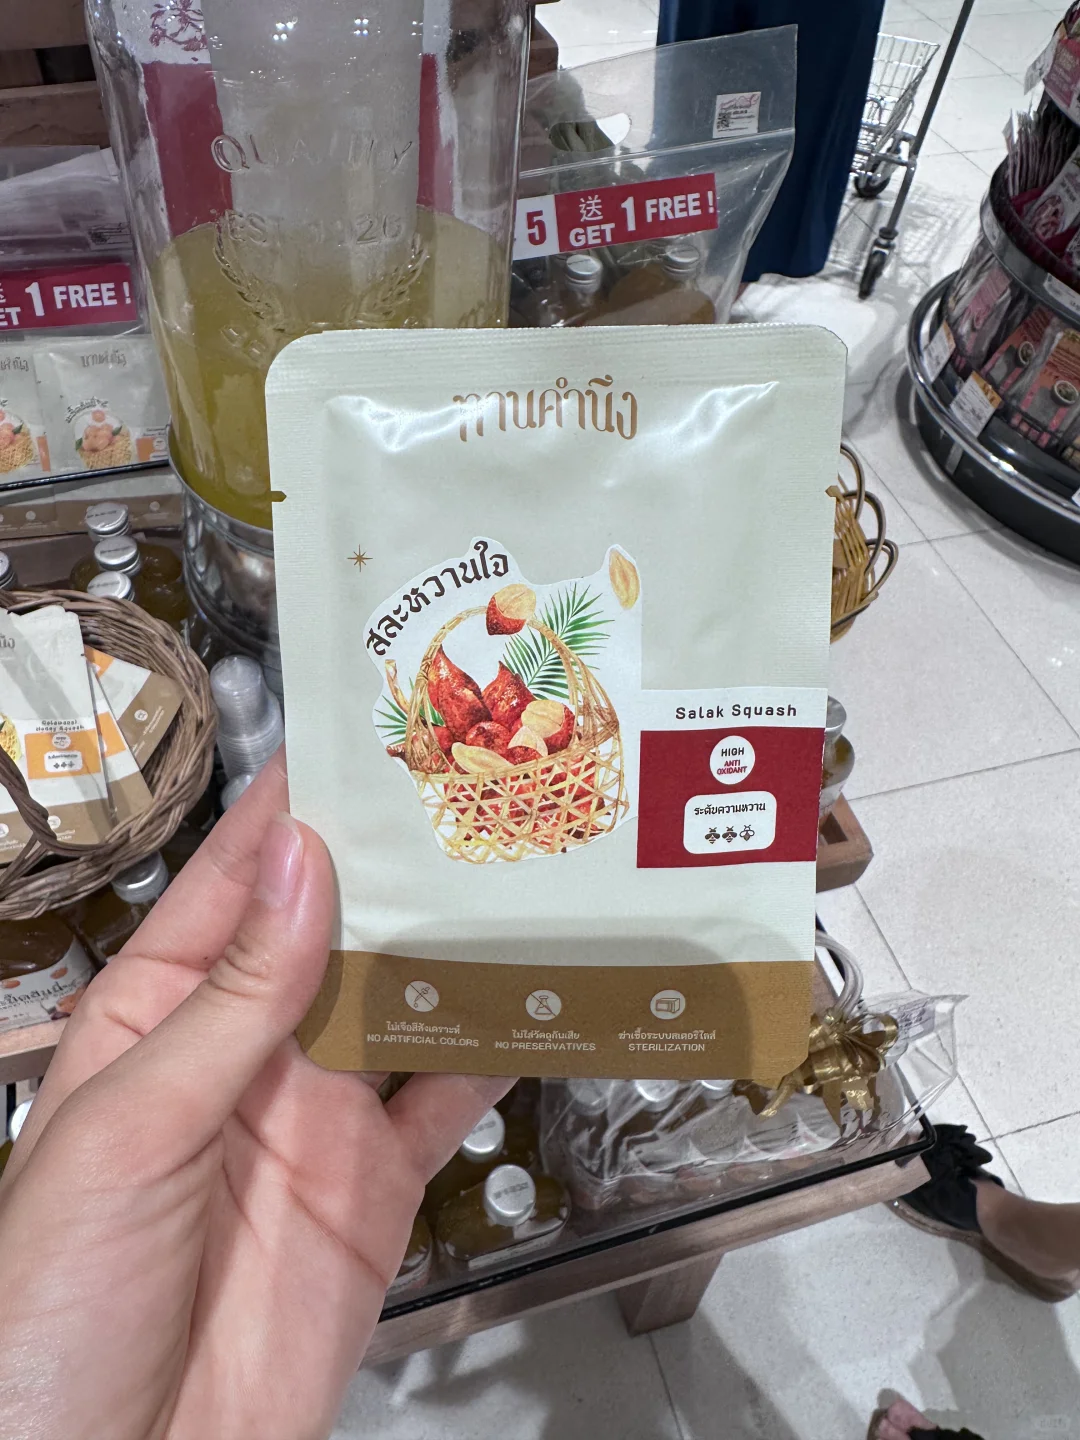 QUALITY
5 送 1 FREE !
GET
1 FREE !
ทานคำนึง
สละหวานใจ
Salak Squash
HIGH
ANTI
OXIDANT
ระดับความหวาน
ไม่เจือสีสังเคราะห์
NO ARTIFICIAL COLORS
ไม่ใส่วัตถุกันเสีย
NO PRESERVATIVES
ฆ่าเชื้อระบบสเตอริไลส์
STERILIZATION
Calamansi
Honey Squash